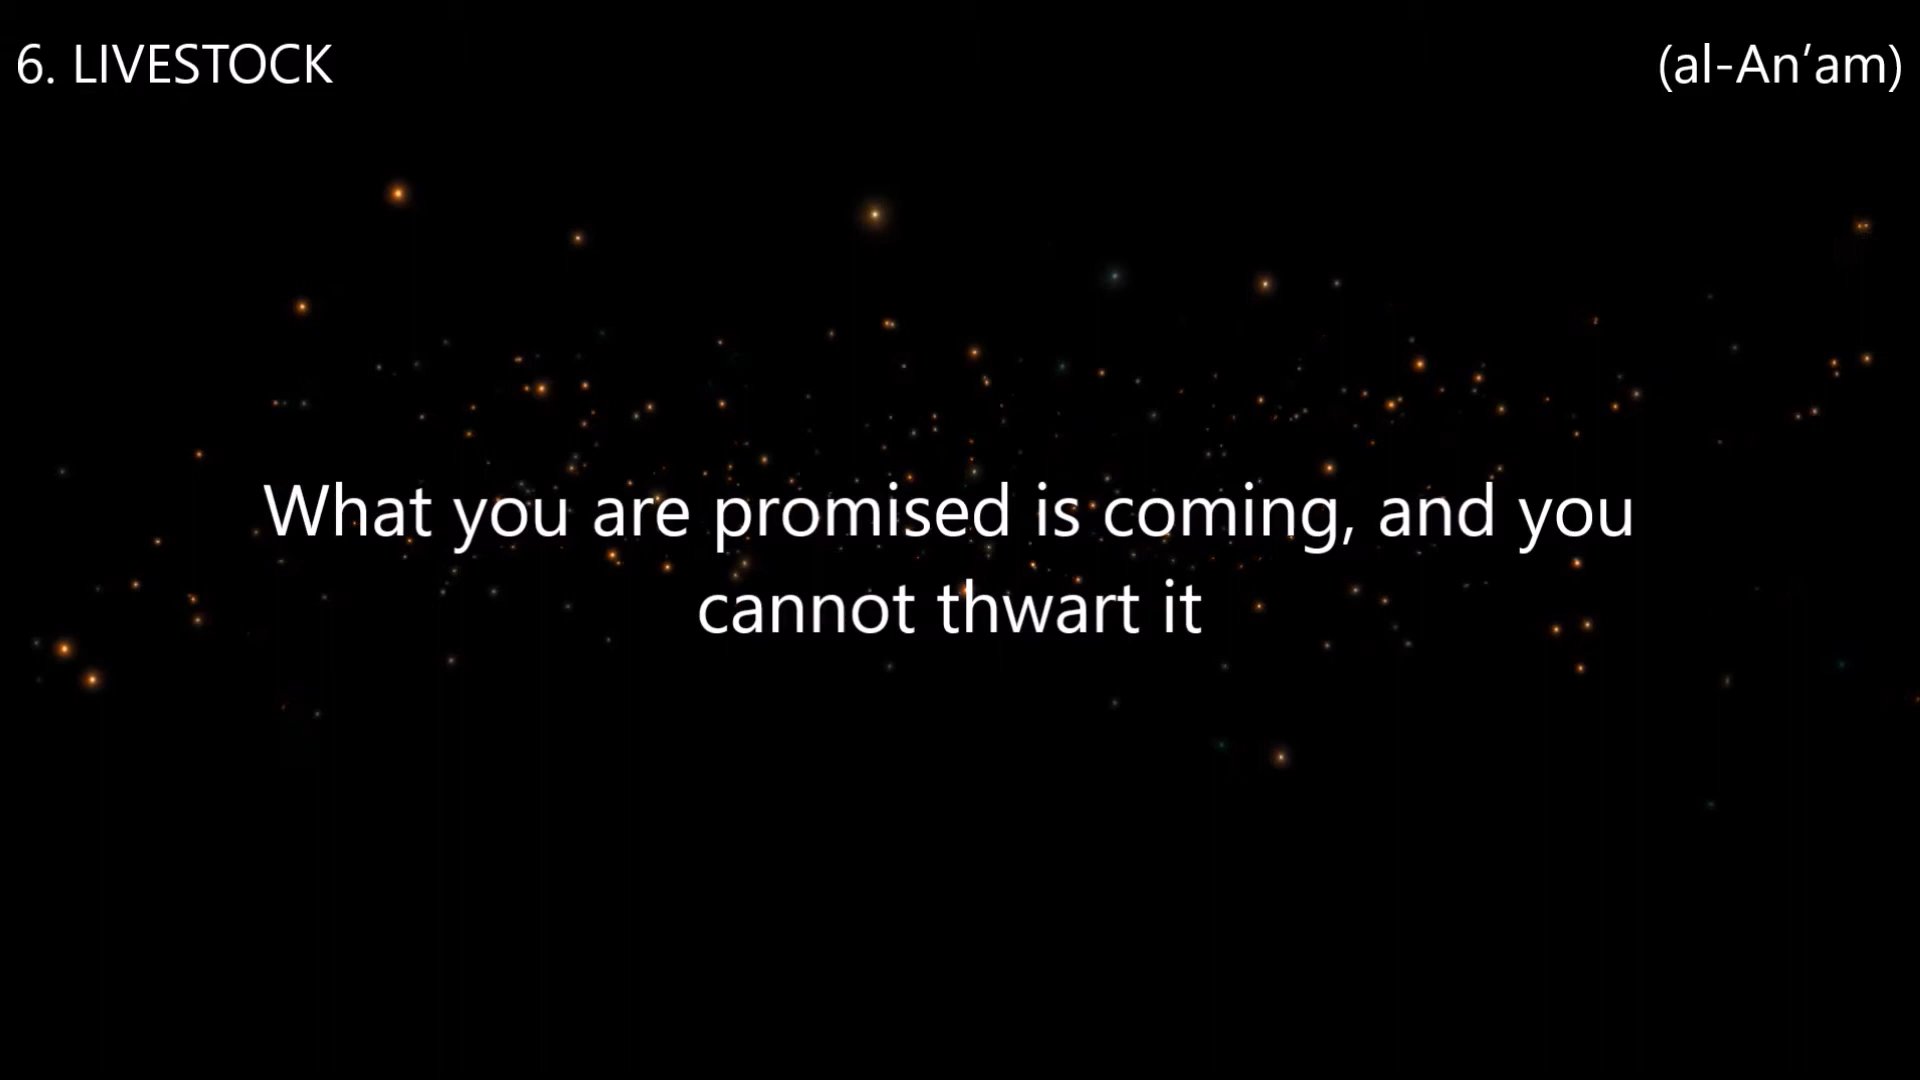 6. LIVESTOCK
(al-An’am)
What you are promised is coming, and you
cannot thwart it